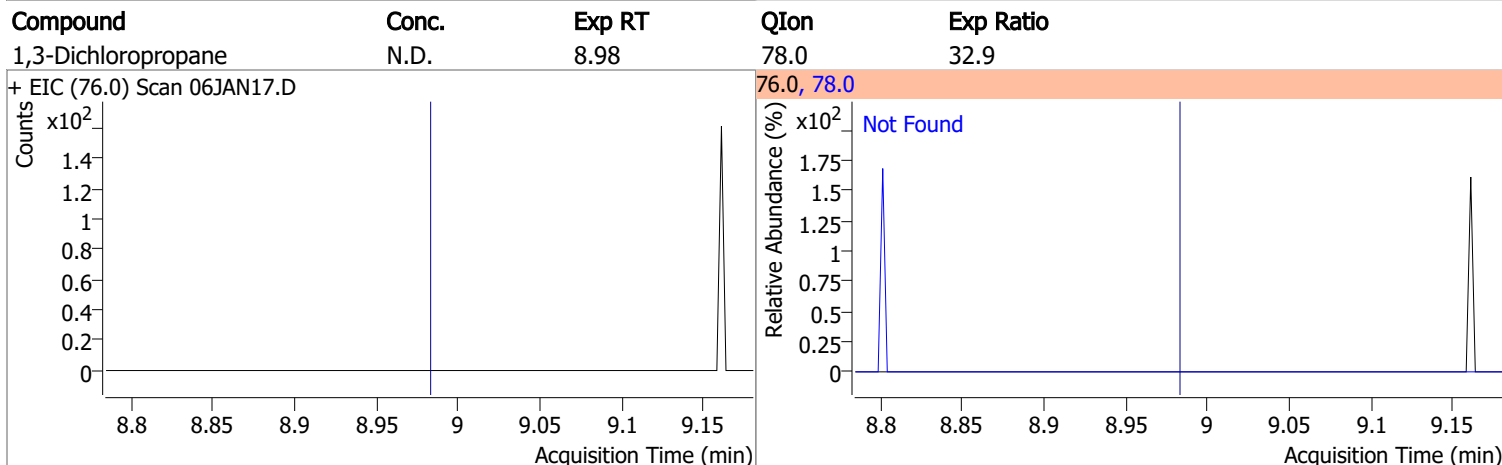 Compound Conc. Exp RT QIon Exp Ratio
1,3-Dichloropropane N.D. 8.98 78.0 32.9
+ EIC (76.0) Scan 06JAN17.D
Counts
x10²
1.4
1.2
1
0.8
0.6
0.4
0.2
0
8.8 8.85 8.9 8.95 9 9.05 9.1 9.15
Acquisition Time (min)
76.0, 78.0
Relative Abundance (%)
x10²
Not Found
1.75
1.5
1.25
1
0.75
0.5
0.25
0
8.8 8.85 8.9 8.95 9 9.05 9.1 9.15
Acquisition Time (min)